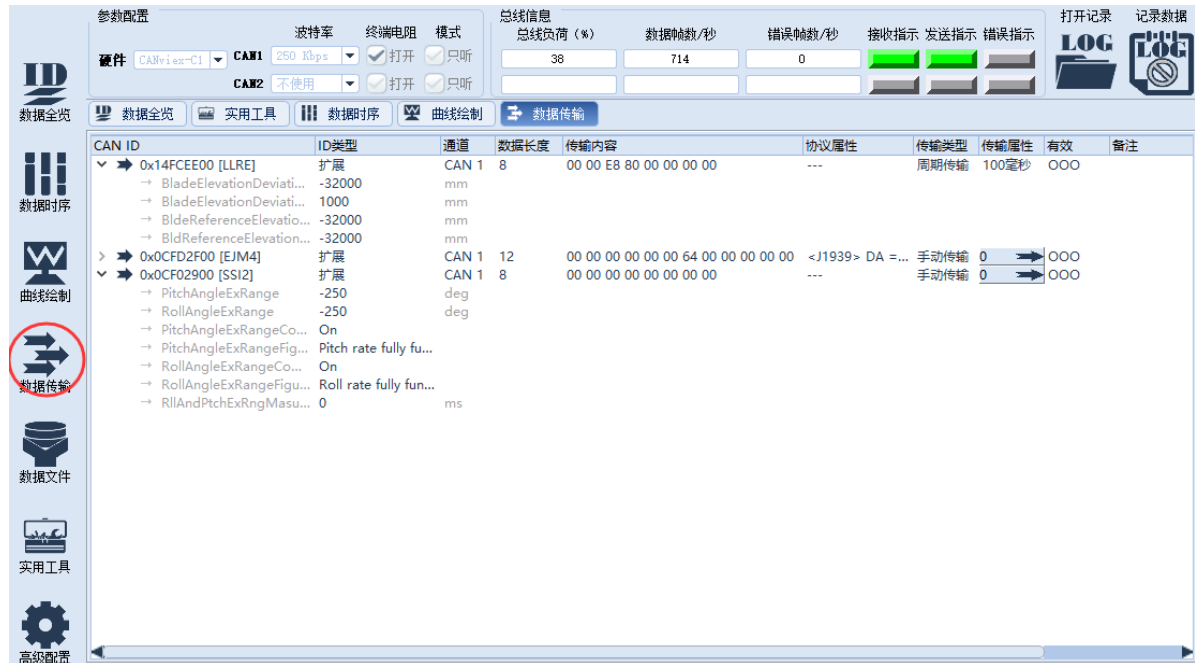 参数配置
波特率 终端电阻 模式
硬件 CANviex-C1 CAN1 250 Kbps 打开 只听
CAN2 不使用 打开 只听
总线信息
总线负荷 (%) 数据帧数/秒 错误帧数/秒 接收指示 发送指示 错误指示
38 714 0
打开记录 记录数据
LOG LOG
ID
数据全览
数据时序
曲线绘制
数据传输
数据文件
实用工具
高级配置
数据全览 实用工具 数据时序 曲线绘制 数据传输
CAN ID ID类型 通道 数据长度 传输内容 协议属性 传输类型 传输属性 有效 备注
0x14FCEE00 [LLRE] 扩展 CAN 1 8 00 00 E8 80 00 00 00 00 --- 周期传输 100毫秒 OOO
→ BladeElevationDeviati... -32000 mm
→ BladeElevationDeviati... 1000 mm
→ BldeReferenceElevatio... -32000 mm
→ BldReferenceElevation... -32000 mm
0x0CFD2F00 [EJM4] 扩展 CAN 1 12 00 00 00 00 00 00 64 00 00 00 00 00 <J1939> DA =... 手动传输 0 OOO
0x0CF02900 [SSI2] 扩展 CAN 1 8 00 00 00 00 00 00 00 00 --- 手动传输 0 OOO
→ PitchAngleExRange -250 deg
→ RollAngleExRange -250 deg
→ PitchAngleExRangeCo... On
→ PitchAngleExRangeFig... Pitch rate fully fu...
→ RollAngleExRangeCo... On
→ RollAngleExRangeFigu... Roll rate fully fun...
→ RllAndPtchExRngMasu... 0 ms